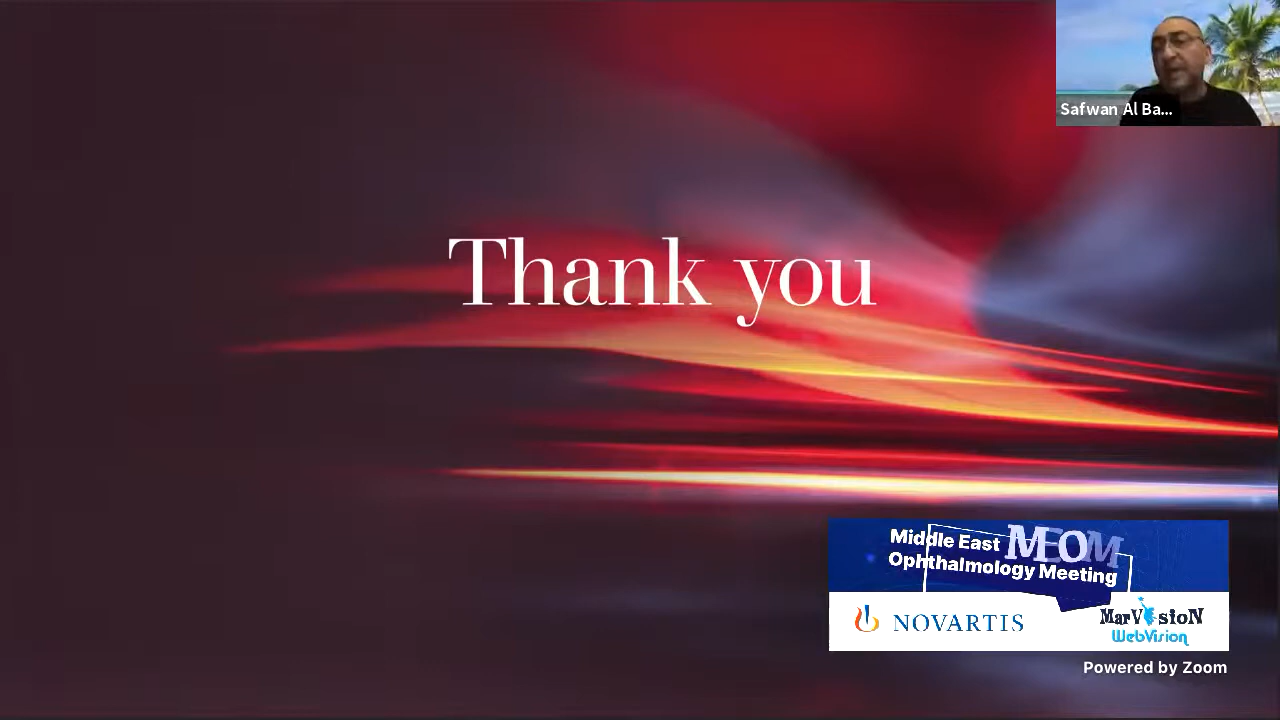 Safwan Al Ba...
Thank you
Middle East MEOM
Ophthalmology Meeting
NOVARTIS
MarVisioN
WebVision
Powered by Zoom